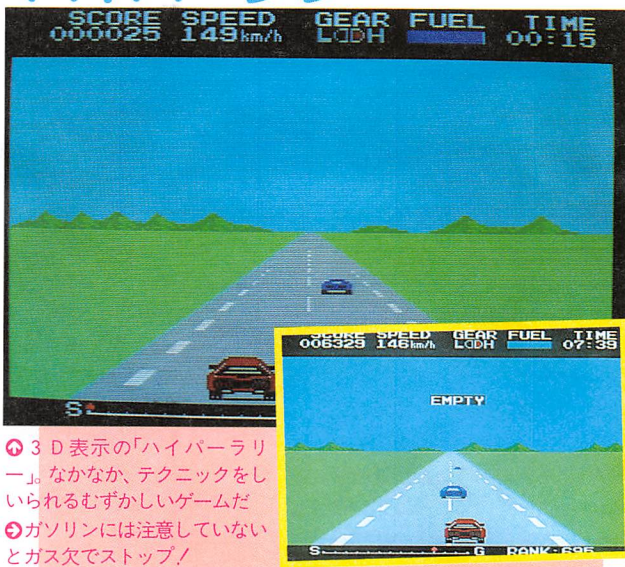 SCORE SPEED GEAR FUEL TIME
000025 149km/h L H 00:15
S
SCORE SPEED GEAR FUEL TIME
006329 146km/h L H 07:39
EMPTY
S G RANK:695
3D表示の「ハイパーラリ
ー」。なかなか、テクニックをし
いられるむずかしいゲームだ
ガソリンには注意していない
とガス欠でストップ!